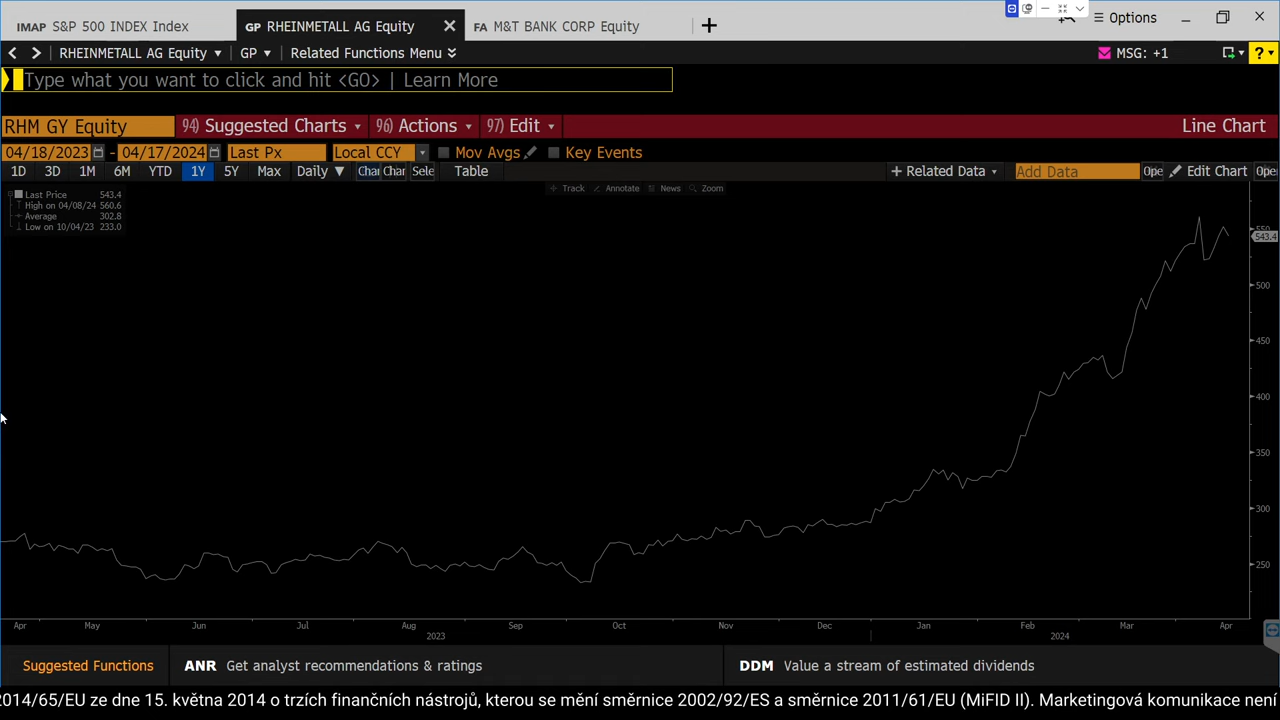 IMAP S&P 500 INDEX Index
GP RHEINMETALL AG Equity
FA M&T BANK CORP Equity
Options
RHEINMETALL AG Equity
GP
Related Functions Menu
MSG: +1
?
Type what you want to click and hit <GO> | Learn More
RHM GY Equity
94) Suggested Charts
96) Actions
97) Edit
Line Chart
04/18/2023 - 04/17/2024
Last Px
Local CCY
Mov Avgs
Key Events
1D 3D 1M 6M YTD 1Y 5Y Max Daily ▼
Char
Char
Sele
Table
+ Related Data
Add Data
Ope
Edit Chart
Ope
Track Annotate News Zoom
Last Price 543.4
High on 04/08/24 560.6
Average 302.8
Low on 10/04/23 233.0
550
543.4
500
450
400
350
300
250
Apr May Jun Jul Aug Sep Oct Nov Dec Jan Feb Mar Apr
2023 2024
Suggested Functions
ANR Get analyst recommendations & ratings
DDM Value a stream of estimated dividends
2014/65/EU ze dne 15. května 2014 o trzích finančních nástrojů, kterou se mění směrnice 2002/92/ES a směrnice 2011/61/EU (MiFID II). Marketingová komunikace není